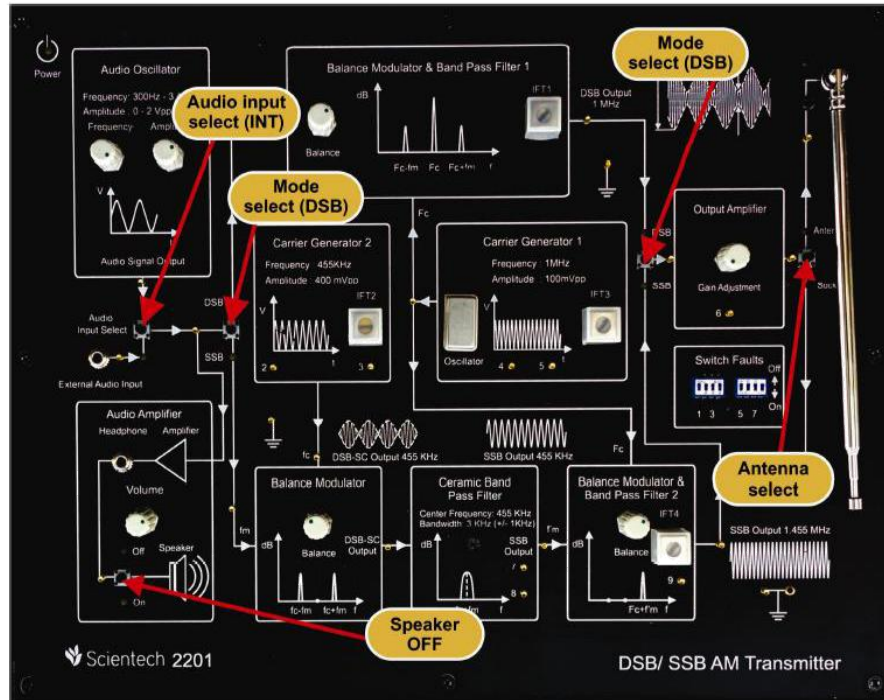 Power
Audio Oscillator
Frequency: 300Hz - 3
Amplitude : 0 - 2 Vpp
Frequency
V
t
Audio Signal Output
Audio input
select (INT)
Mode
select (DSB)
Balance Modulator & Band Pass Filter 1
dB
Balance
Fc-fm
Fc
Fc+fm
f
IFT1
DSB Output
1 MHz
Mode
select (DSB)
Fc
Carrier Generator 2
Frequency : 455KHz
Amplitude : 400 mVpp
V
t
IFT2
2
3
Carrier Generator 1
Frequency : 1MHz
Amplitude : 100mVpp
V
t
IFT3
Oscillator
4
5
DSB
SSB
Output Amplifier
Gain Adjustment
6
Switch Faults
Off
On
1 3
5 7
Antenna
select
Audio
Input Select
DSB
SSB
External Audio Input
Audio Amplifier
Headphone
Amplifier
Volume
Off
Speaker
On
Speaker
OFF
fc
DSB-SC Output 455 KHz
SSB Output 455 KHz
Fc
fm
Balance Modulator
dB
Balance
DSB-SC
Output
fc-fm
fc+fm
f
Ceramic Band
Pass Filter
Center Frequency: 455 KHz
Bandwidth: 3 KHz (+/- 1KHz)
dB
SSB
Output
7
8
f
f'm
Balance Modulator &
Band Pass Filter 2
dB
Balance
IFT4
9
Fc+f'm
f
SSB Output 1.455 MHz
Scientech 2201
DSB/ SSB AM Transmitter